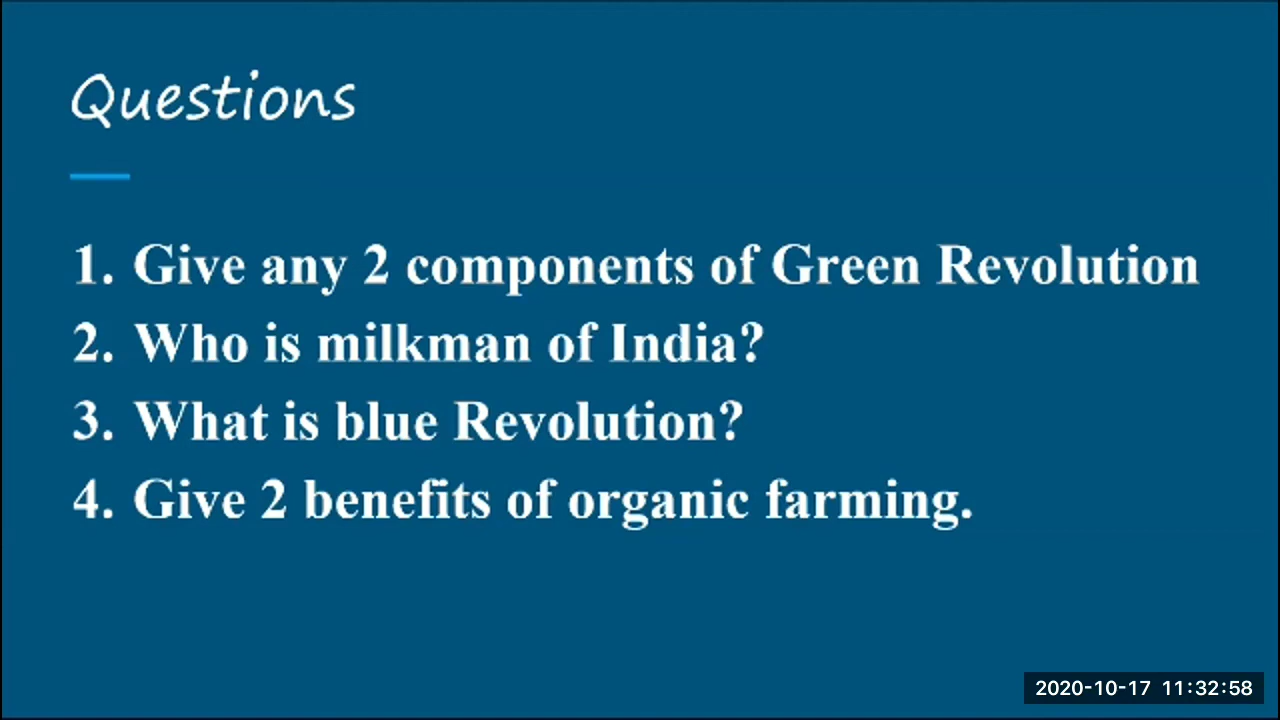 Questions
1. Give any 2 components of Green Revolution
2. Who is milkman of India?
3. What is blue Revolution?
4. Give 2 benefits of organic farming.
2020-10-17 11:32:58